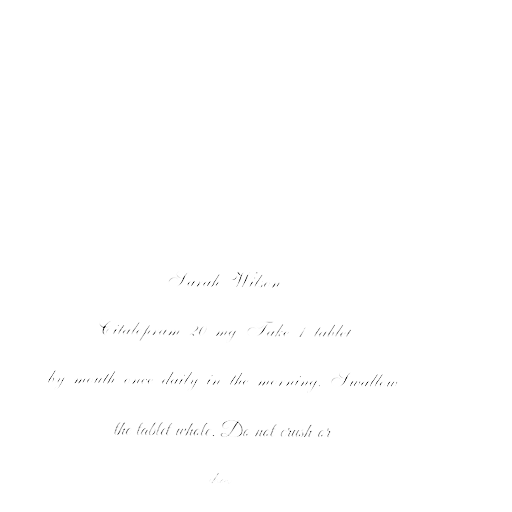 Sarah Wilson
Citalopram 20 mg Take 1 tablet
by mouth once daily in the morning. Swallow
the tablet whole. Do not crush or